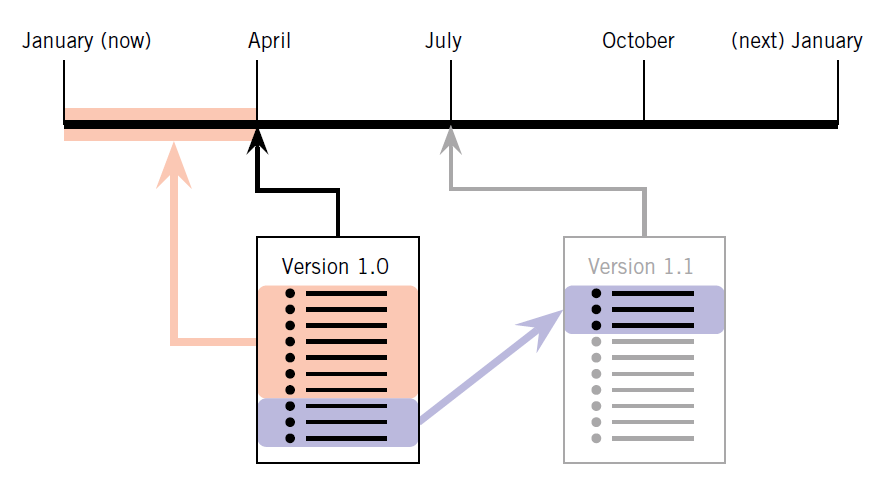 January (now)
April
July
October
(next) January
Version 1.0
Version 1.1